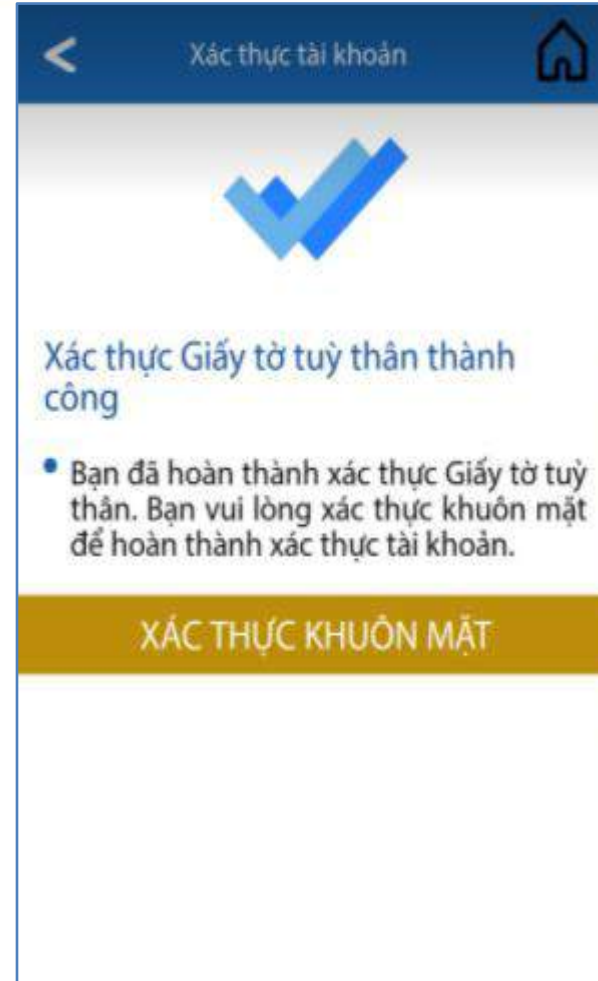 Xác thực tài khoản
Xác thực Giấy tờ tuỳ thân thành
công
Bạn đã hoàn thành xác thực Giấy tờ tuỳ
thân. Bạn vui lòng xác thực khuôn mặt
để hoàn thành xác thực tài khoản.
XÁC THỰC KHUÔN MẶT